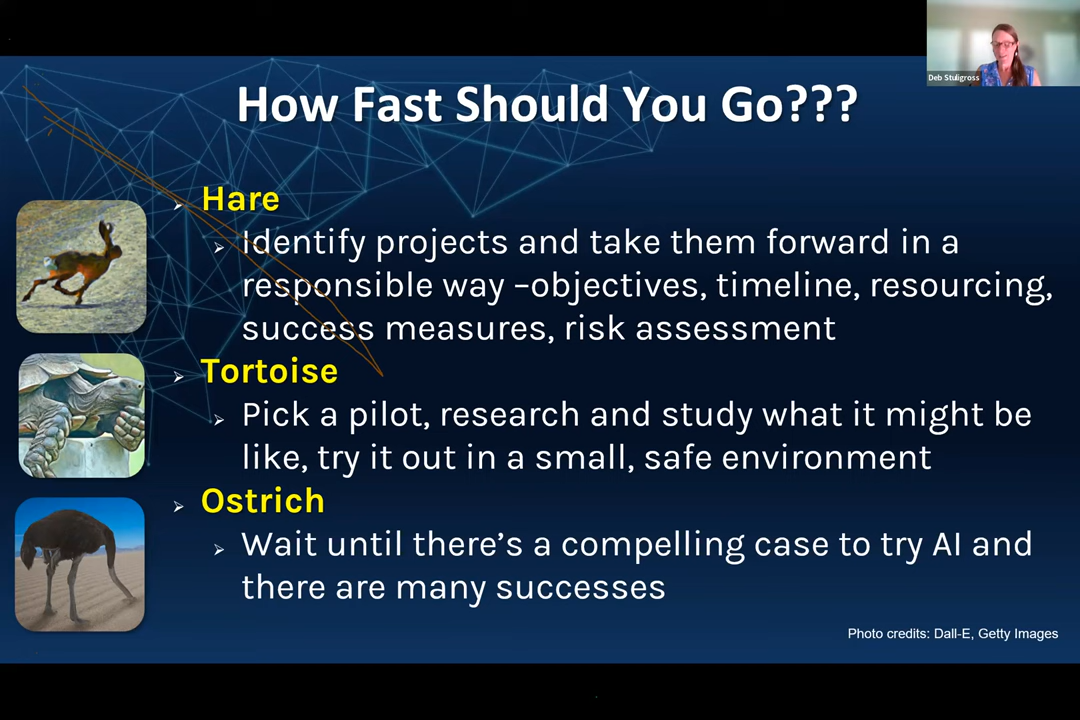 Deb Stuligross
How Fast Should You Go???
Hare
Identify projects and take them forward in a
responsible way –objectives, timeline, resourcing,
success measures, risk assessment
Tortoise
Pick a pilot, research and study what it might be
like, try it out in a small, safe environment
Ostrich
Wait until there’s a compelling case to try AI and
there are many successes
Photo credits: Dall-E, Getty Images